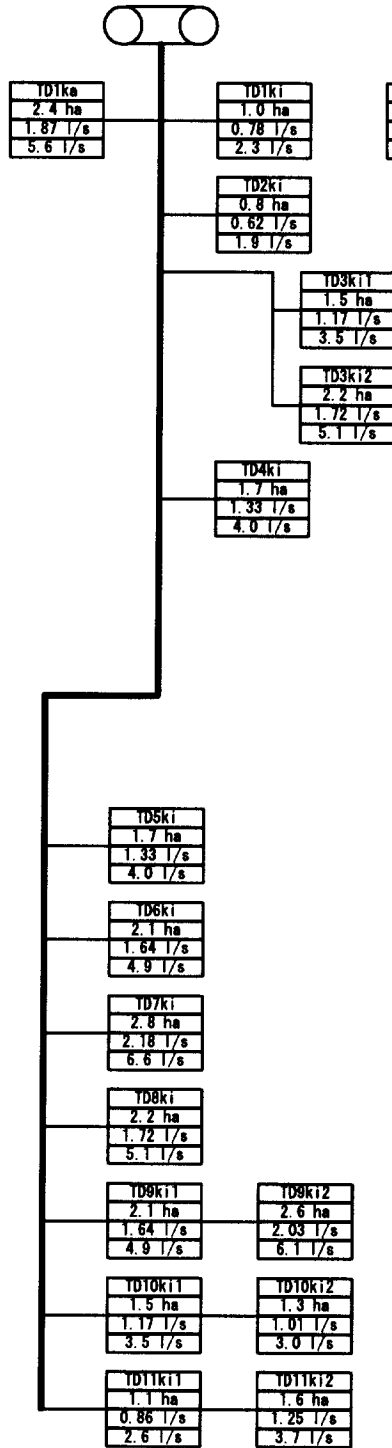 TD1ka
2.4 ha
1.87 l/s
5.6 l/s
TD1ki
1.0 ha
0.78 l/s
2.3 l/s
TD2ki
0.8 ha
0.62 l/s
1.9 l/s
TD3ki1
1.5 ha
1.17 l/s
3.5 l/s
TD3ki2
2.2 ha
1.72 l/s
5.1 l/s
TD4ki
1.7 ha
1.33 l/s
4.0 l/s
TD5ki
1.7 ha
1.33 l/s
4.0 l/s
TD6ki
2.1 ha
1.64 l/s
4.9 l/s
TD7ki
2.8 ha
2.18 l/s
6.6 l/s
TD8ki
2.2 ha
1.72 l/s
5.1 l/s
TD9ki1
2.1 ha
1.64 l/s
4.9 l/s
TD9ki2
2.6 ha
2.03 l/s
6.1 l/s
TD10ki1
1.5 ha
1.17 l/s
3.5 l/s
TD10ki2
1.3 ha
1.01 l/s
3.0 l/s
TD11ki1
1.1 ha
0.86 l/s
2.6 l/s
TD11ki2
1.6 ha
1.25 l/s
3.7 l/s